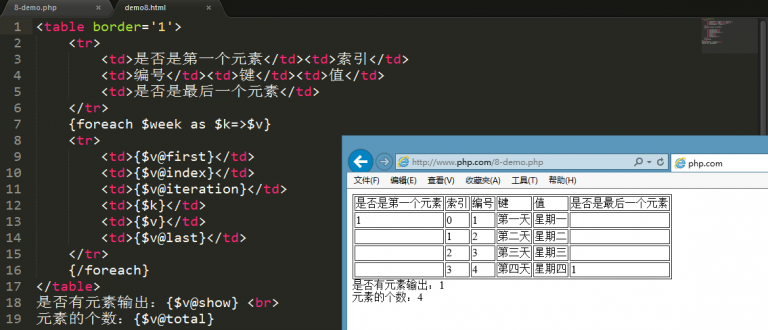 8-demo.php × demo8.html ×
1 <table border='1'>
2 <tr>
3 <td>是否是第一个元素</td><td>索引</td>
4 <td>编号</td><td>键</td><td>值</td>
5 <td>是否是最后一个元素</td>
6 </tr>
7 {foreach $week as $k=>$v}
8 <tr>
9 <td>{$v@first}</td>
10 <td>{$v@index}</td>
11 <td>{$v@iteration}</td>
12 <td>{$k}</td>
13 <td>{$v}</td>
14 <td>{$v@last}</td>
15 </tr>
16 {/foreach}
17 </table>
18 是否有元素输出：{$v@show} <br>
19 元素的个数：{$v@total}
http://www.php.com/8-demo.php
php.com
文件(F) 编辑(E) 查看(V) 收藏夹(A) 工具(T) 帮助(H)
是否是第一个元素 索引 编号 键 值 是否是最后一个元素
1 0 1 第一天 星期一
1 2 第二天 星期二
2 3 第三天 星期三
3 4 第四天 星期四 1
是否有元素输出：1
元素的个数：4